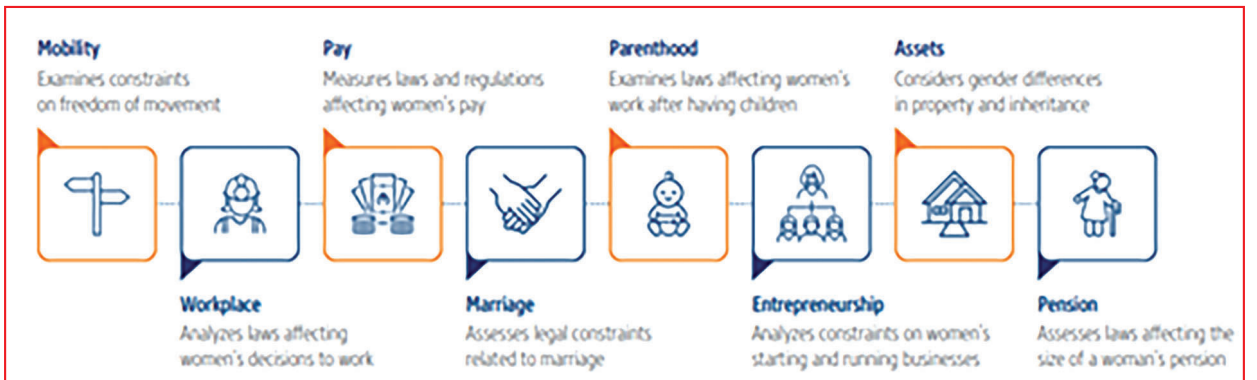 Mobility
Examines constraints
on freedom of movement
Pay
Measures laws and regulations
affecting women's pay
Parenthood
Examines laws affecting women's
work after having children
Assets
Considers gender differences
in property and inheritance
Workplace
Analyzes laws affecting
women's decisions to work
Marriage
Assesses legal constraints
related to marriage
Entrepreneurship
Analyzes constraints on women's
starting and running businesses
Pension
Assesses laws affecting the
size of a woman's pension